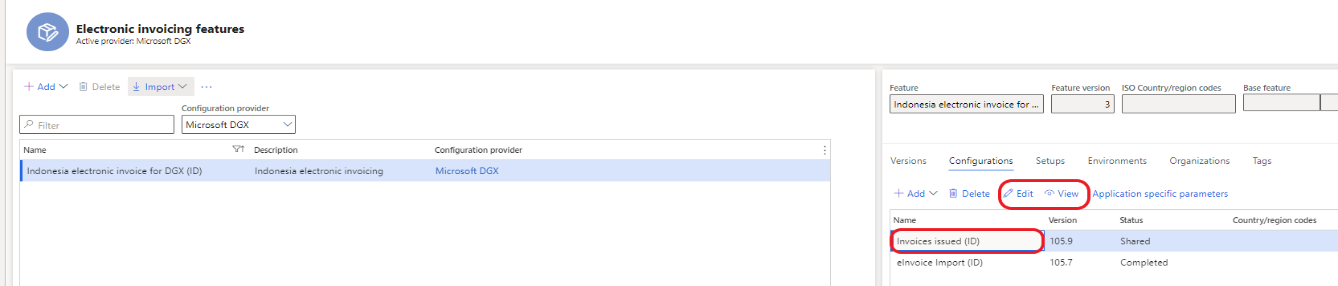 Electronic invoicing features
Active provider: Microsoft DGX
Add Delete Import ...
Configuration provider
Filter Microsoft DGX
Name Description Configuration provider
Indonesia electronic invoice for DGX (ID) Indonesia electronic invoicing Microsoft DGX
Feature Feature version ISO Country/region codes Base feature
Indonesia electronic invoice for ... 3
Versions Configurations Setups Environments Organizations Tags
Add Delete Edit View Application specific parameters
Name Version Status Country/region codes
Invoices issued (ID) 105.9 Shared
eInvoice Import (ID) 105.7 Completed